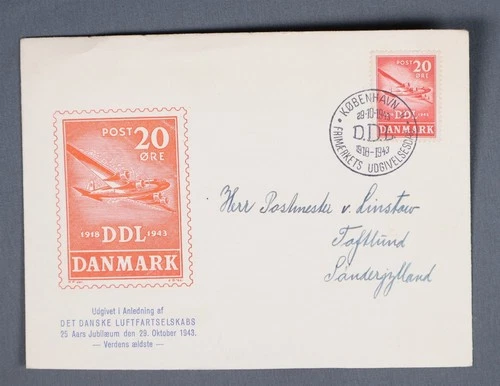 POST 20
ØRE
1918 DDL 1943
DANMARK
Udgivet i Anledning af
DET DANSKE LUFTFARTSELSKABS
25 Aars Jubilæum den 29. Oktober 1943.
— Verdens ældste —
POST 20
ØRE
DDL
DANMARK
KØBENHAVN
29-10-1943
D.D.L.
1918-1943
FRIMÆRKETS UDGIVELSESDAG
Herr Postmester v. Linstow
Toftlund
Sønderjylland